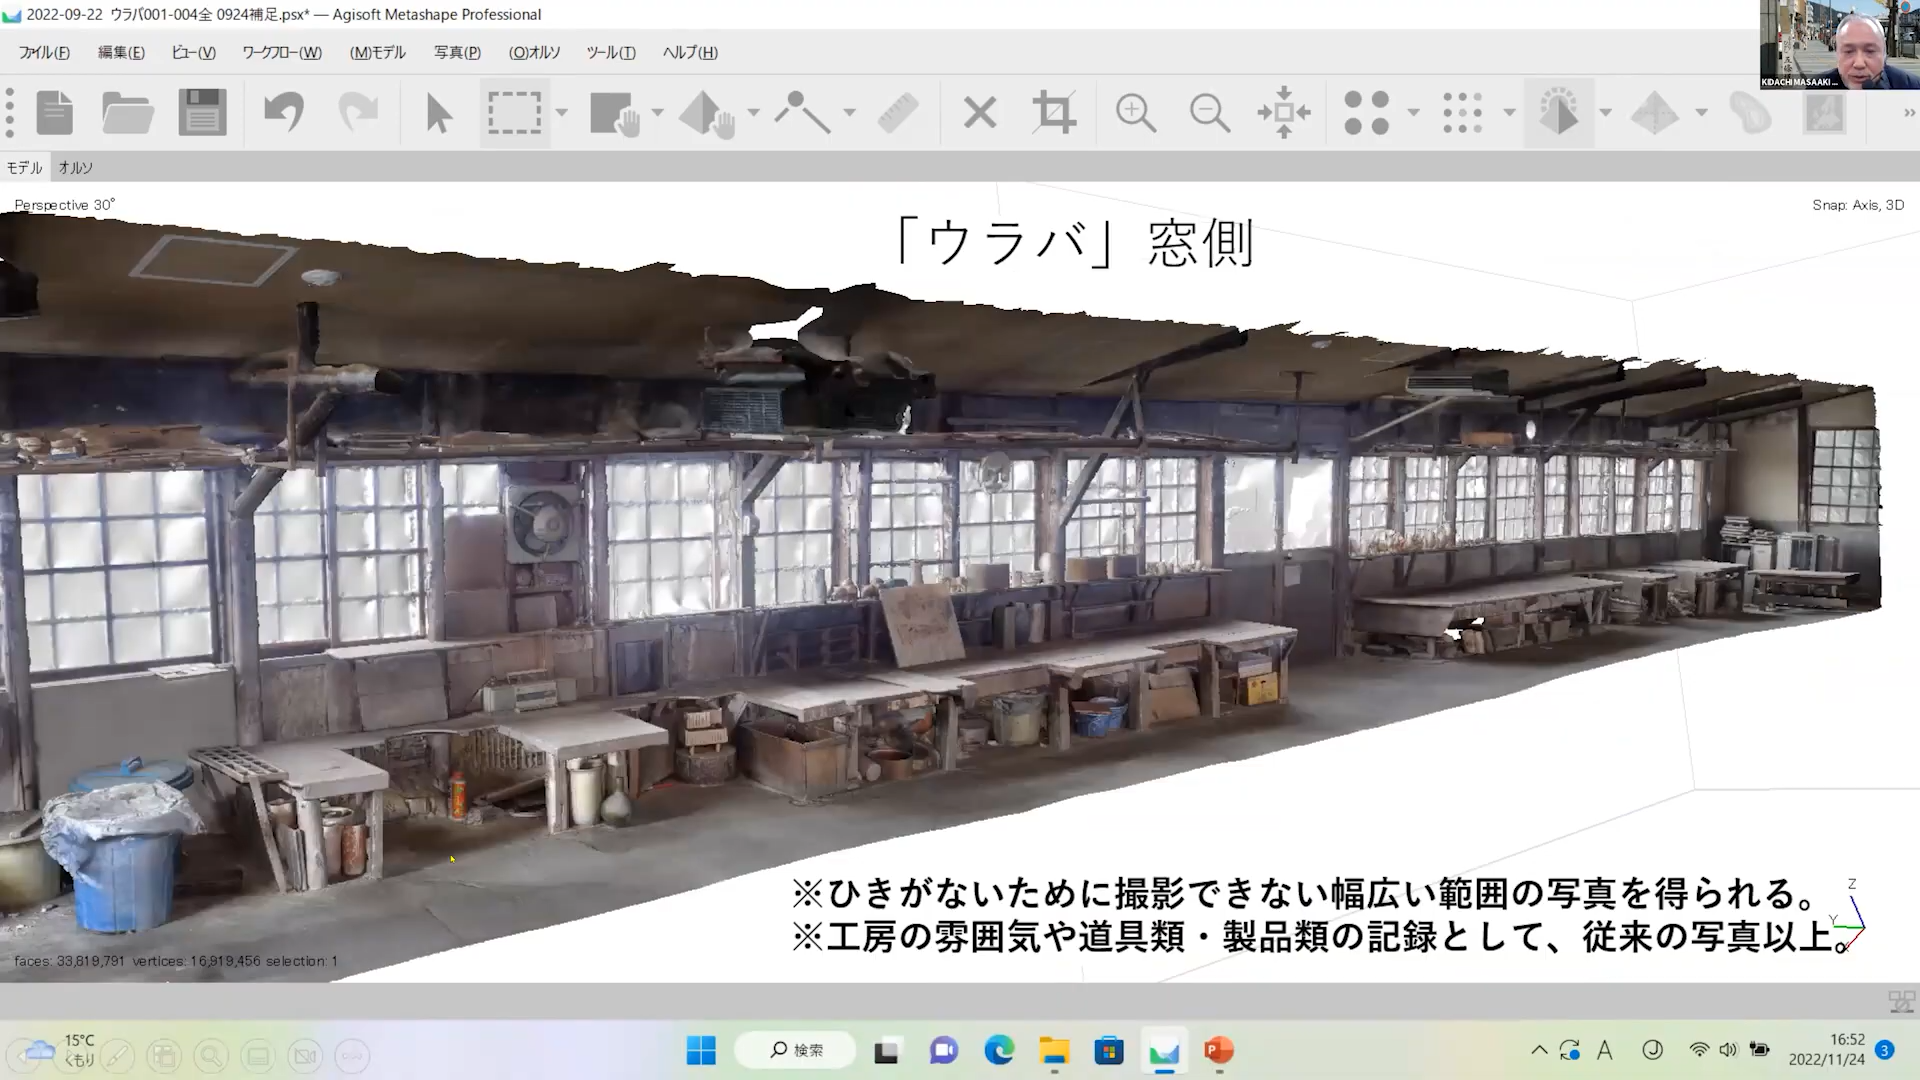 2022-09-22 ウラバ001-004全 0924補足.psx* — Agisoft Metashape Professional
ファイル(F) 編集(E) ビュー(V) ワークフロー(W) (M)モデル 写真(P) (O)オルソ ツール(T) ヘルプ(H)
KIDACHI MASAAKI...
モデル オルソ
Perspective 30°
Snap: Axis, 3D
「ウラバ」窓側
※ひきがないために撮影できない幅広い範囲の写真を得られる。
※工房の雰囲気や道具類・製品類の記録として、従来の写真以上。
Z
Y
faces: 33,819,791 vertices: 16,919,456 selection: 1
15°C
くもり
検索
A
16:52
2022/11/24
3